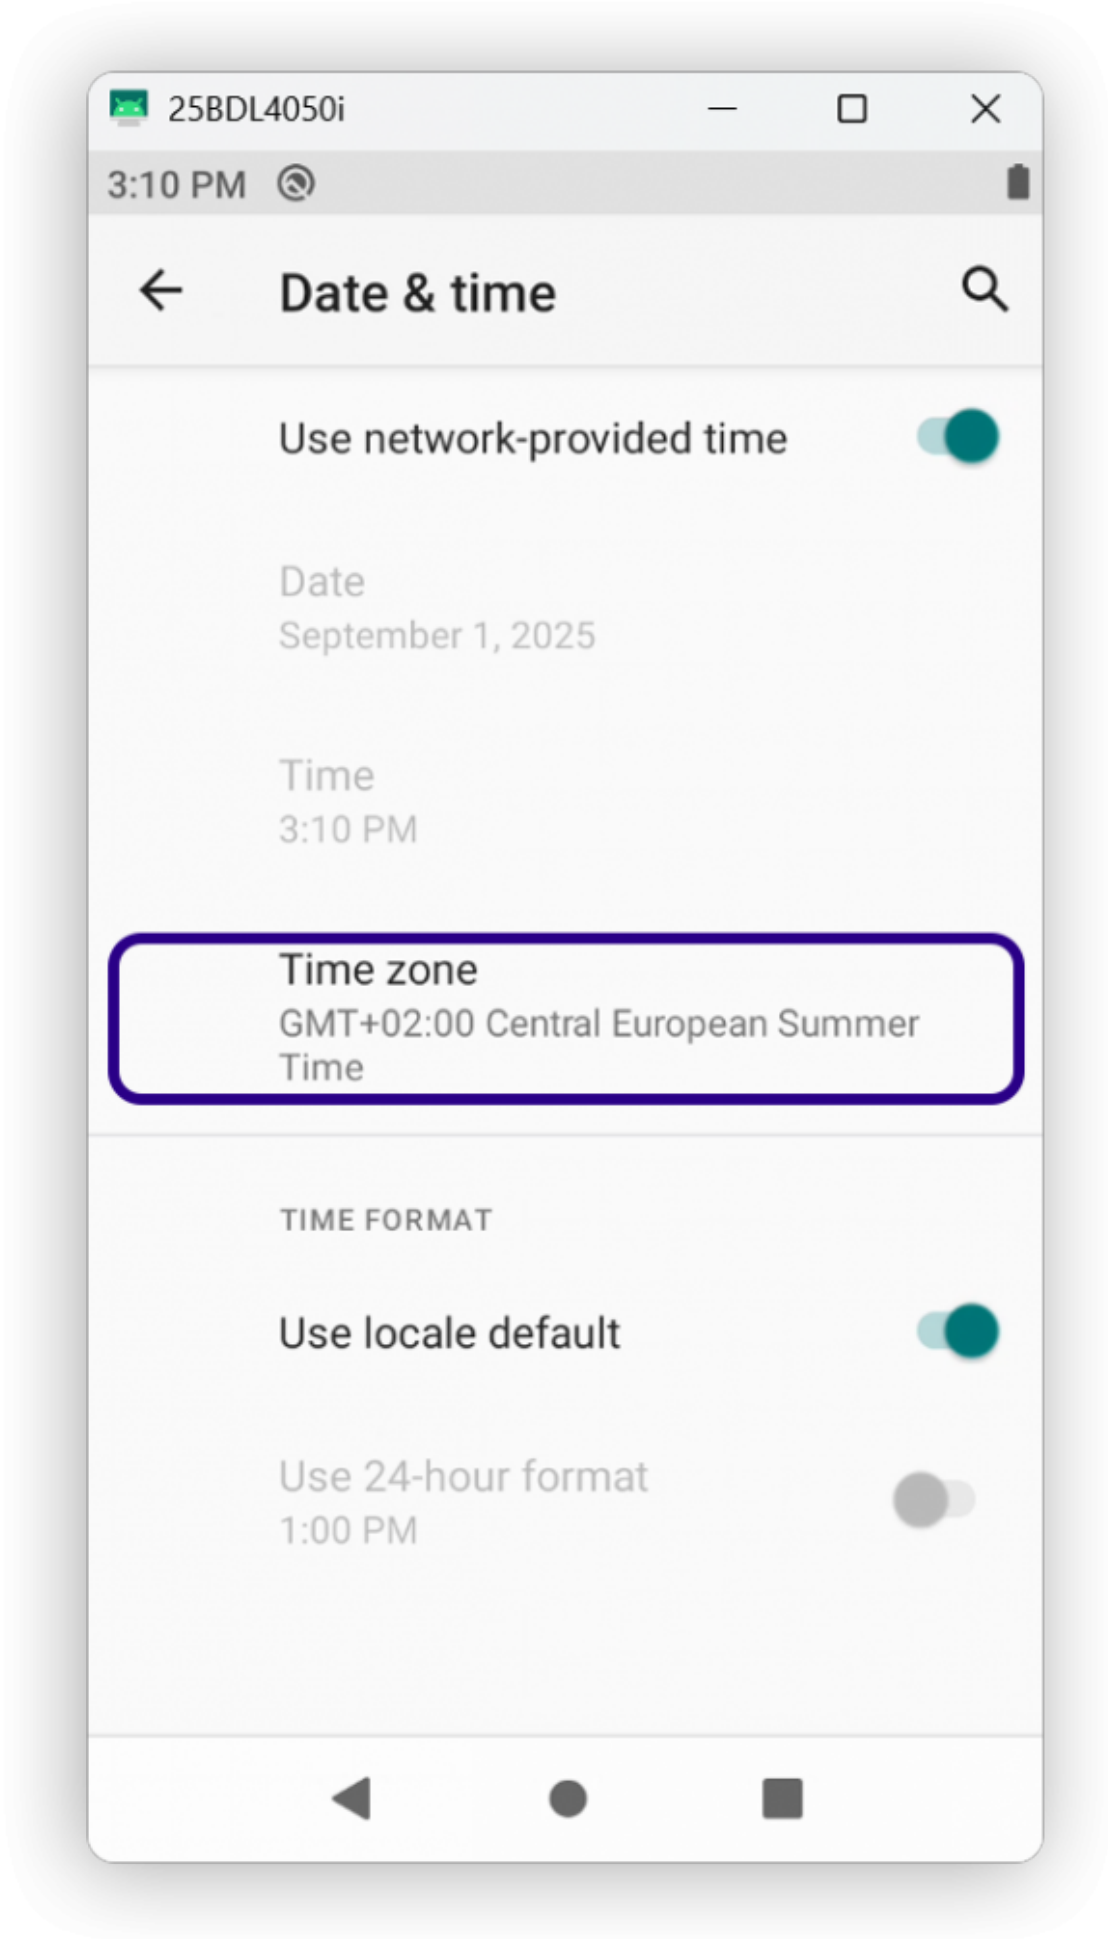 25BDL4050i
3:10 PM
Date & time
Use network-provided time
Date
September 1, 2025
Time
3:10 PM
Time zone
GMT+02:00 Central European Summer
Time
TIME FORMAT
Use locale default
Use 24-hour format
1:00 PM